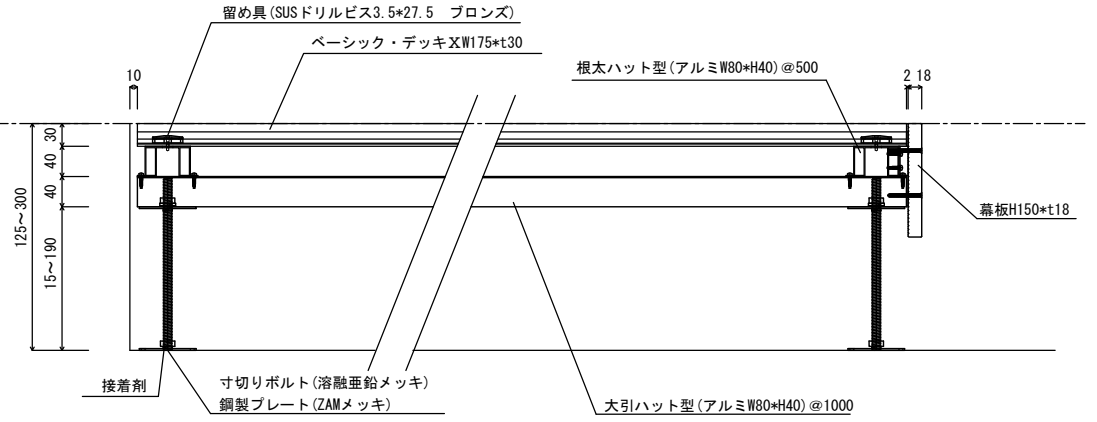 留め具(SUSドリルビス3.5*27.5 ブロンズ)
ベーシック・デッキXW175*t30
根太ハット型(アルミW80*H40)@500
10
2 18
30
40
40
125~300
15~190
幕板H150*t18
接着剤
寸切りボルト(溶融亜鉛メッキ)
鋼製プレート(ZAMメッキ)
大引ハット型(アルミW80*H40)@1000